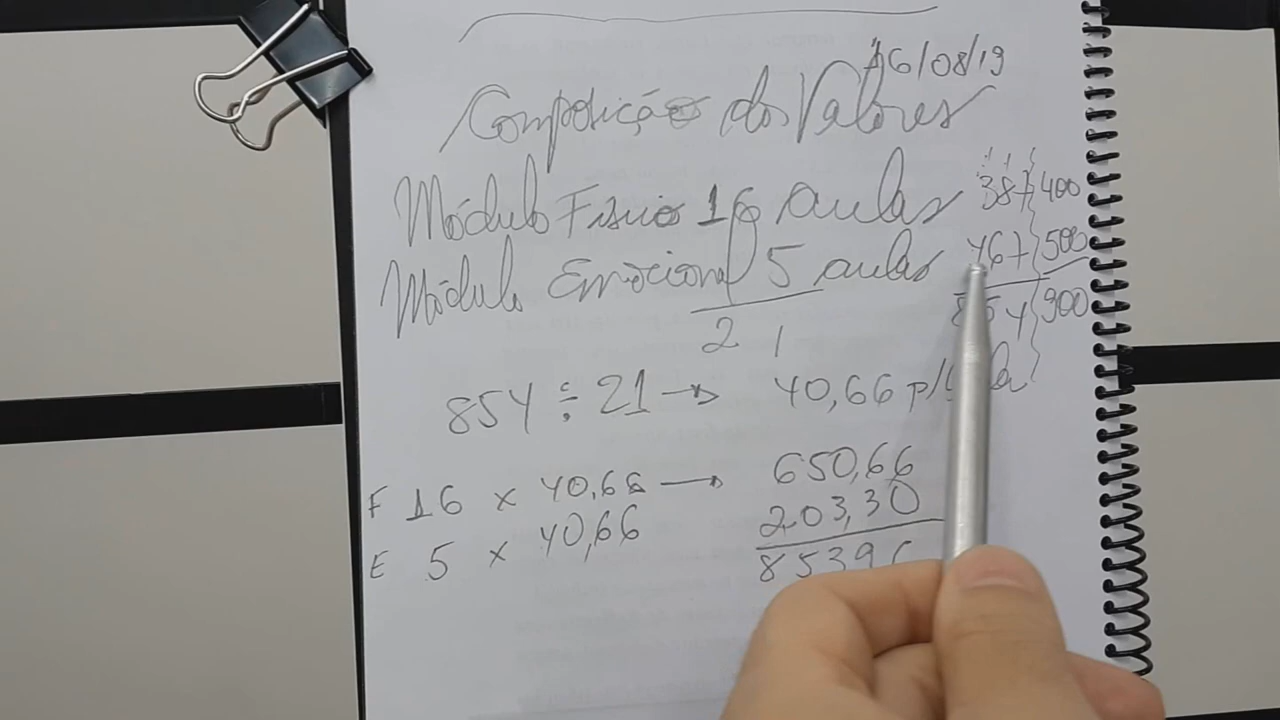 16/08/19
Composição dos Valores
Módulo Físico 16 aulas 387 400
Módulo Emocional 5 aulas 467 500
21 854 900
854 ÷ 21 → 40,66 p/
F 16 x 40,66 → 650,66
E 5 x 40,66 203,30
85396